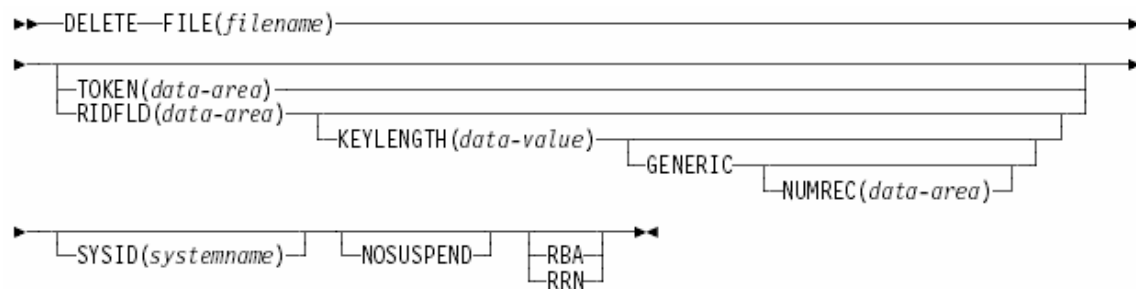 DELETE FILE(filename)
TOKEN(data-area)
RIDFLD(data-area)
KEYLENGTH(data-value)
GENERIC
NUMREC(data-area)
SYSID(systemname) NOSUSPEND RBA
RRN